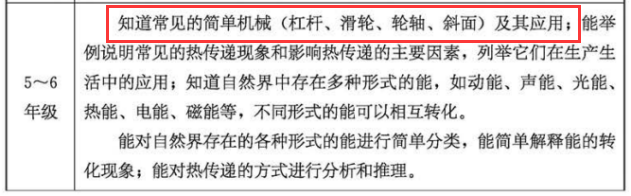 知道常见的简单机械（杠杆、滑轮、轮轴、斜面）及其应用；能举
例说明常见的热传递现象和影响热传递的主要因素，列举它们在生产生
活中的应用；知道自然界中存在多种形式的能，如动能、声能、光能、
5～6
年级
热能、电能、磁能等，不同形式的能可以相互转化。
能对自然界存在的各种形式的能进行简单分类，能简单解释能的转
化现象；能对热传递的方式进行分析和推理。